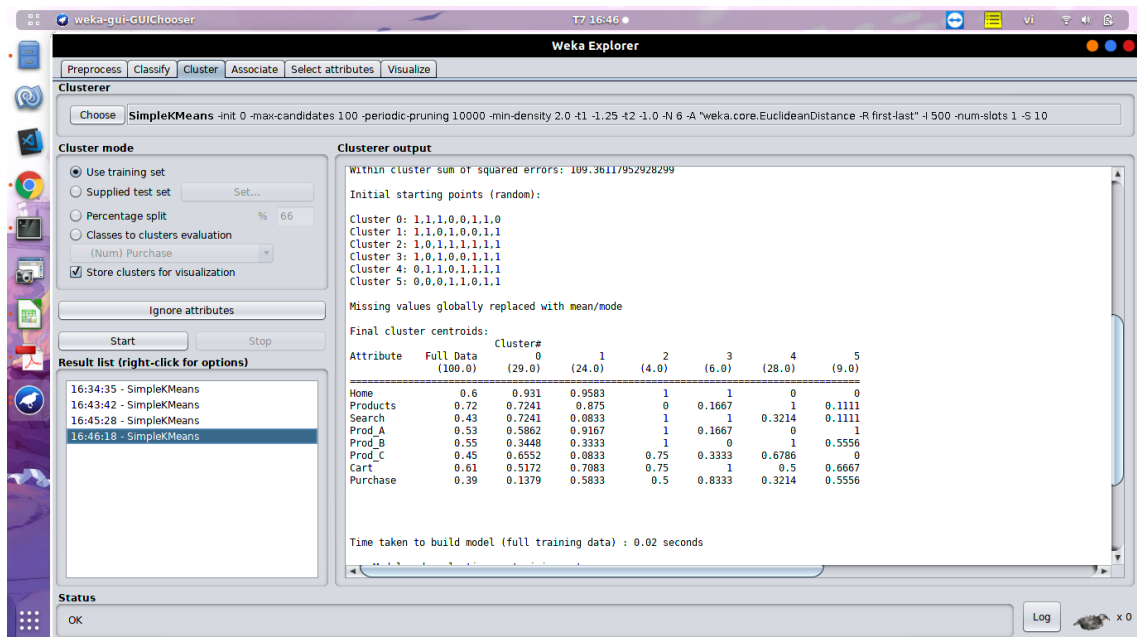 weka-gui-GUIChooser T7 16:46 vi
Weka Explorer
Preprocess Classify Cluster Associate Select attributes Visualize
Clusterer
Choose SimpleKMeans -init 0 -max-candidates 100 -periodic-pruning 10000 -min-density 2.0 -t1 -1.25 -t2 -1.0 -N 6 -A "weka.core.EuclideanDistance -R first-last" -I 500 -num-slots 1 -S 10
Cluster mode
Use training set
Supplied test set Set...
Percentage split % 66
Classes to clusters evaluation
(Num) Purchase
Store clusters for visualization
Ignore attributes
Start Stop
Result list (right-click for options)
16:34:35 - SimpleKMeans
16:43:42 - SimpleKMeans
16:45:28 - SimpleKMeans
16:46:18 - SimpleKMeans
Clusterer output
Within cluster sum of squared errors: 109.36117952928299
Initial starting points (random):
Cluster 0: 1,1,1,0,0,1,1,0
Cluster 1: 1,1,0,1,0,0,1,1
Cluster 2: 1,0,1,1,1,1,1,1
Cluster 3: 1,0,1,0,0,1,1,1
Cluster 4: 0,1,1,0,1,1,1,1
Cluster 5: 0,0,0,1,1,0,1,1
Missing values globally replaced with mean/mode
Final cluster centroids:
Cluster#
Attribute Full Data 0 1 2 3 4 5
(100.0) (29.0) (24.0) (4.0) (6.0) (28.0) (9.0)
==========================================================================================
Home 0.6 0.931 0.9583 1 1 0 0
Products 0.72 0.7241 0.875 0 0.1667 1 0.1111
Search 0.43 0.7241 0.0833 1 1 0.3214 0.1111
Prod_A 0.53 0.5862 0.9167 1 0.1667 0 1
Prod_B 0.55 0.3448 0.3333 1 0 1 0.5556
Prod_C 0.45 0.6552 0.0833 0.75 0.3333 0.6786 0
Cart 0.61 0.5172 0.7083 0.75 1 0.5 0.6667
Purchase 0.39 0.1379 0.5833 0.5 0.8333 0.3214 0.5556
Time taken to build model (full training data) : 0.02 seconds
Status
OK
Log x 0